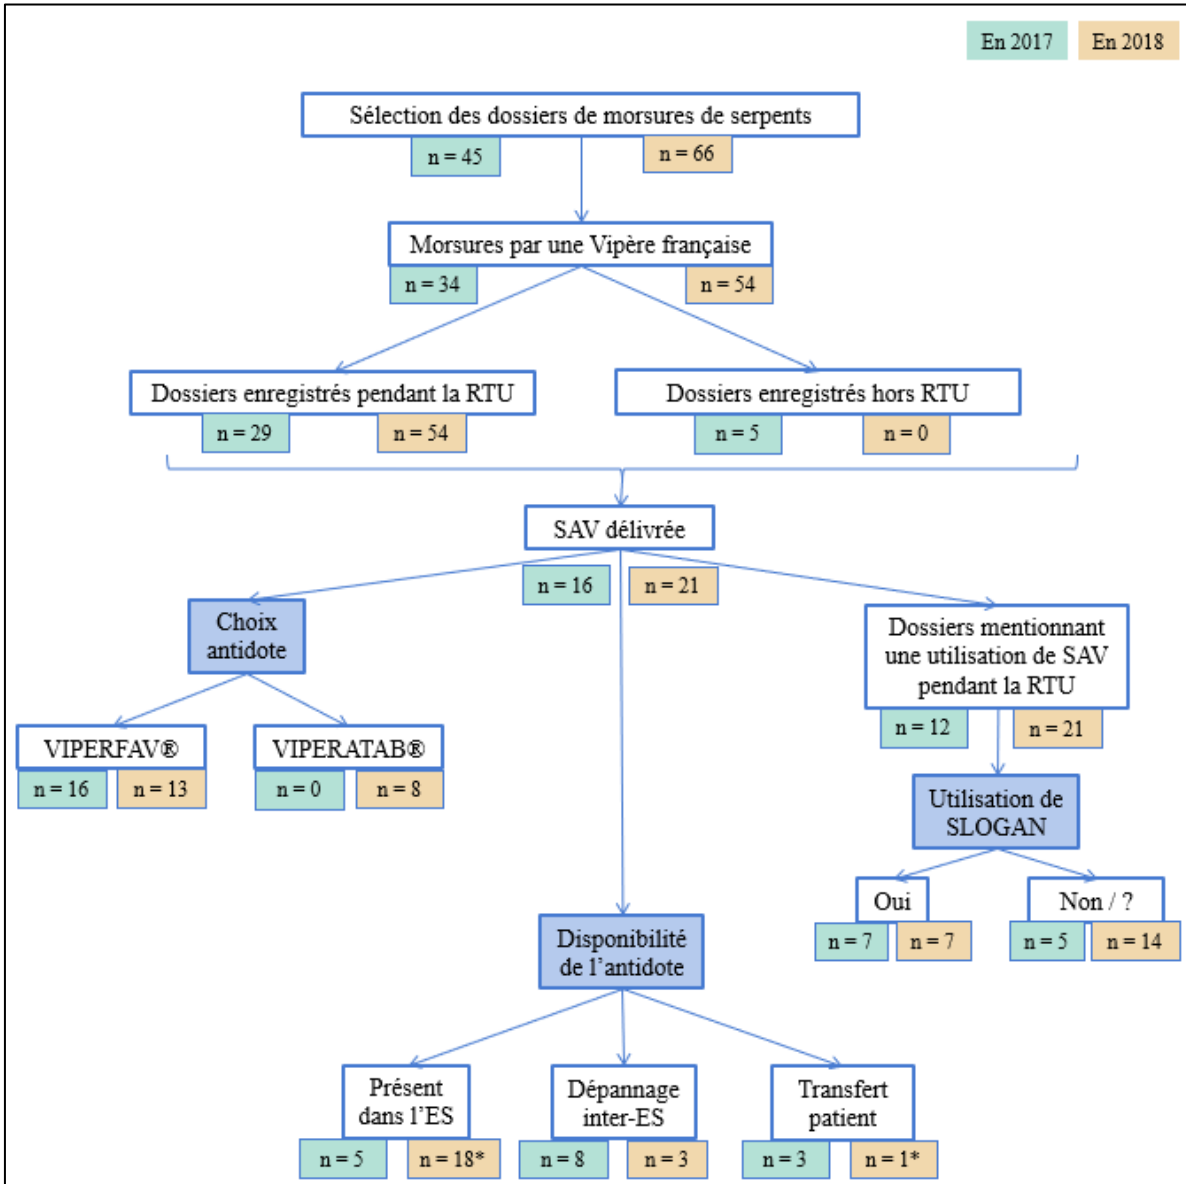 En 2017
En 2018
Sélection des dossiers de morsures de serpents
n = 45
n = 66
Morsures par une Vipère française
n = 34
n = 54
Dossiers enregistrés pendant la RTU
n = 29
n = 54
Dossiers enregistrés hors RTU
n = 5
n = 0
SAV délivrée
n = 16
n = 21
Choix
antidote
VIPERFAV®
n = 16
n = 13
VIPERATAB®
n = 0
n = 8
Dossiers mentionnant
une utilisation de SAV
pendant la RTU
n = 12
n = 21
Utilisation de
SLOGAN
Oui
n = 7
n = 7
Non / ?
n = 5
n = 14
Disponibilité
de l’antidote
Présent
dans l’ES
n = 5
n = 18*
Dépannage
inter-ES
n = 8
n = 3
Transfert
patient
n = 3
n = 1*